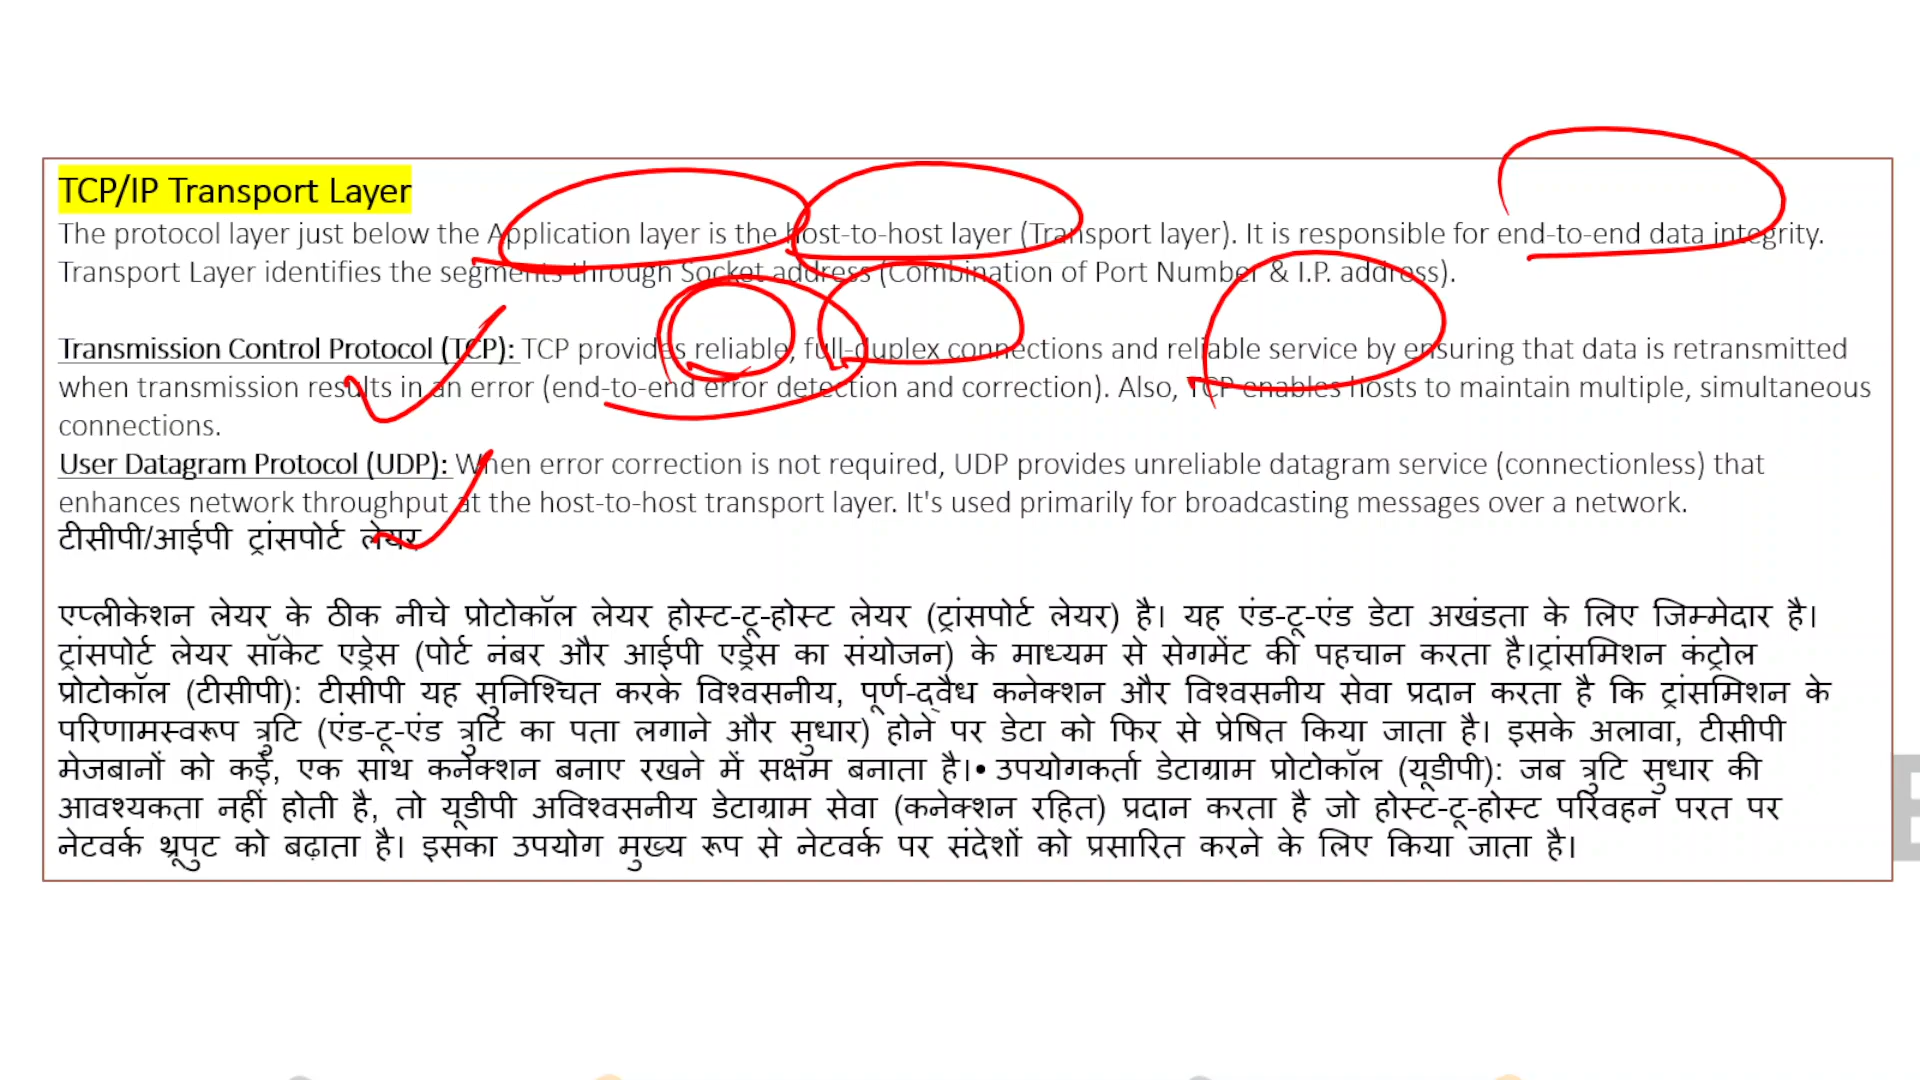 TCP/IP Transport Layer
The protocol layer just below the Application layer is the host-to-host layer (Transport layer). It is responsible for end-to-end data integrity.
Transport Layer identifies the segments through Socket address (Combination of Port Number & I.P. address).
Transmission Control Protocol (TCP): TCP provides reliable, full-duplex connections and reliable service by ensuring that data is retransmitted
when transmission results in an error (end-to-end error detection and correction). Also, TCP enables hosts to maintain multiple, simultaneous
connections.
User Datagram Protocol (UDP): When error correction is not required, UDP provides unreliable datagram service (connectionless) that
enhances network throughput at the host-to-host transport layer. It's used primarily for broadcasting messages over a network.
टीसीपी/आईपी ट्रांसपोर्ट लेयर
एप्लीकेशन लेयर के ठीक नीचे प्रोटोकॉल लेयर होस्ट-टू-होस्ट लेयर (ट्रांसपोर्ट लेयर) है। यह एंड-टू-एंड डेटा अखंडता के लिए जिम्मेदार है।
ट्रांसपोर्ट लेयर सॉकेट एड्रेस (पोर्ट नंबर और आईपी एड्रेस का संयोजन) के माध्यम से सेगमेंट की पहचान करता है।ट्रांसमिशन कंट्रोल
प्रोटोकॉल (टीसीपी): टीसीपी यह सुनिश्चित करके विश्वसनीय, पूर्ण-द्वैध कनेक्शन और विश्वसनीय सेवा प्रदान करता है कि ट्रांसमिशन के
परिणामस्वरूप त्रुटि (एंड-टू-एंड त्रुटि का पता लगाने और सुधार) होने पर डेटा को फिर से प्रेषित किया जाता है। इसके अलावा, टीसीपी
मेजबानों को कई, एक साथ कनेक्शन बनाए रखने में सक्षम बनाता है।• उपयोगकर्ता डेटाग्राम प्रोटोकॉल (यूडीपी): जब त्रुटि सुधार की
आवश्यकता नहीं होती है, तो यूडीपी अविश्वसनीय डेटाग्राम सेवा (कनेक्शन रहित) प्रदान करता है जो होस्ट-टू-होस्ट परिवहन परत पर
नेटवर्क थ्रूपुट को बढ़ाता है। इसका उपयोग मुख्य रूप से नेटवर्क पर संदेशों को प्रसारित करने के लिए किया जाता है।